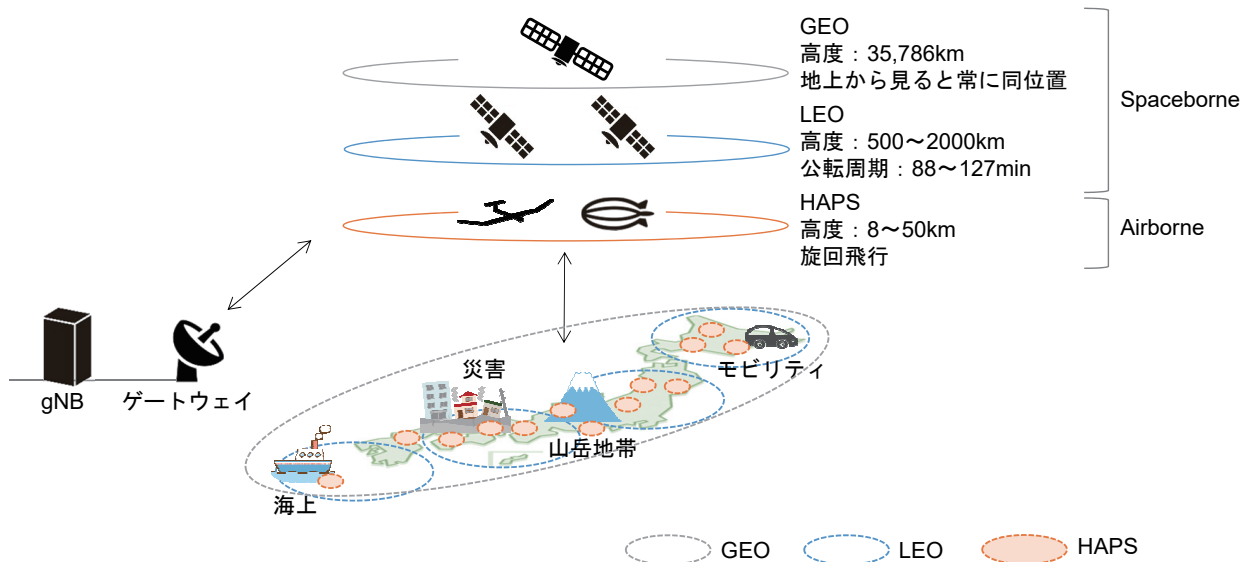 GEO
高度：35,786km
地上から見ると常に同位置
Spaceborne
LEO
高度：500～2000km
公転周期：88～127min
HAPS
高度：8～50km
旋回飛行
Airborne
gNB
ゲートウェイ
災害
モビリティ
山岳地帯
海上
GEO
LEO
HAPS